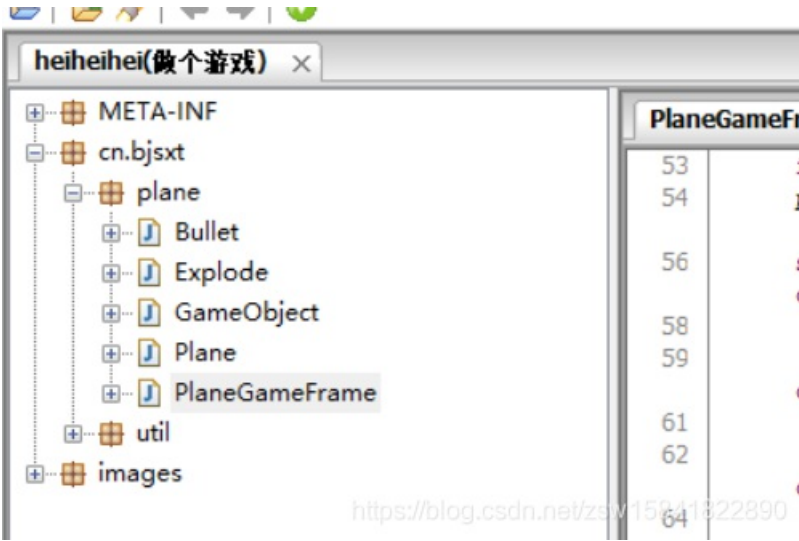 heiheihei(做个游戏)
META-INF
cn.bjsxt
plane
Bullet
Explode
GameObject
Plane
PlaneGameFrame
util
images
PlaneGameFr
53
54
56
58
59
61
62
64
https://blog.csdn.net/zsw15841822890